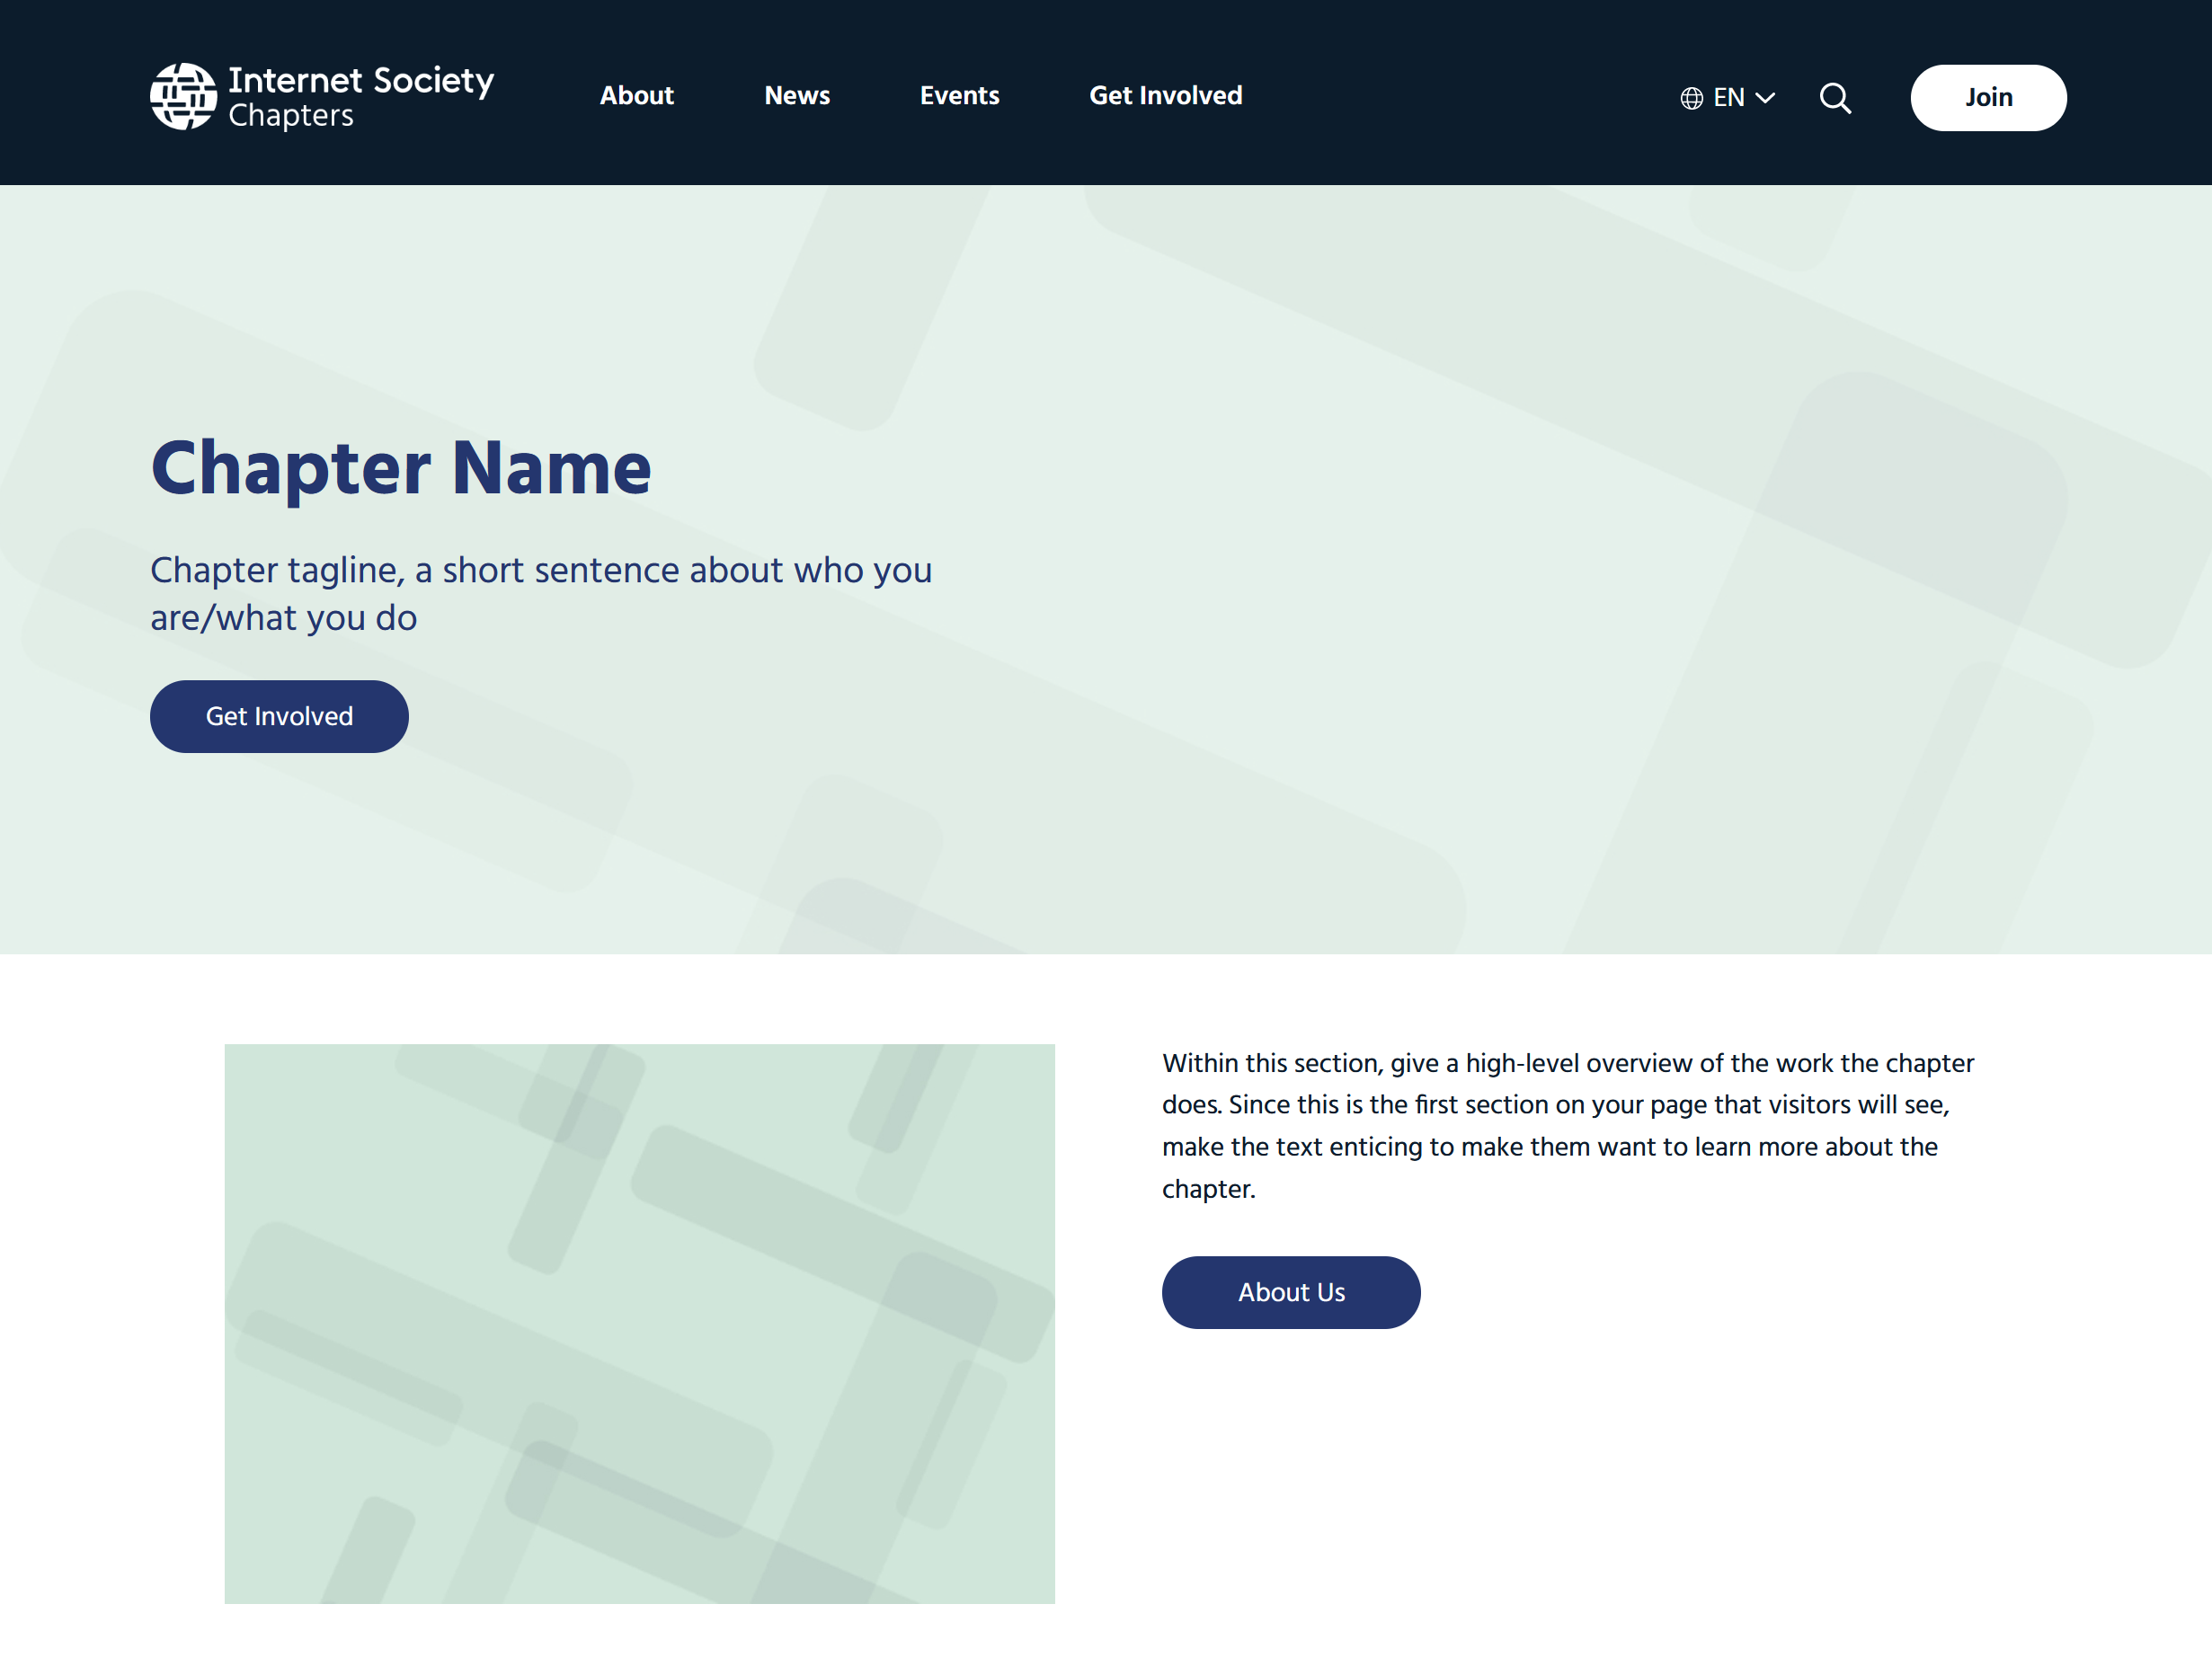 Internet Society
Chapters
About
News
Events
Get Involved
EN
Join
Chapter Name
Chapter tagline, a short sentence about who you
are/what you do
Get Involved
Within this section, give a high-level overview of the work the chapter
does. Since this is the first section on your page that visitors will see,
make the text enticing to make them want to learn more about the
chapter.
About Us